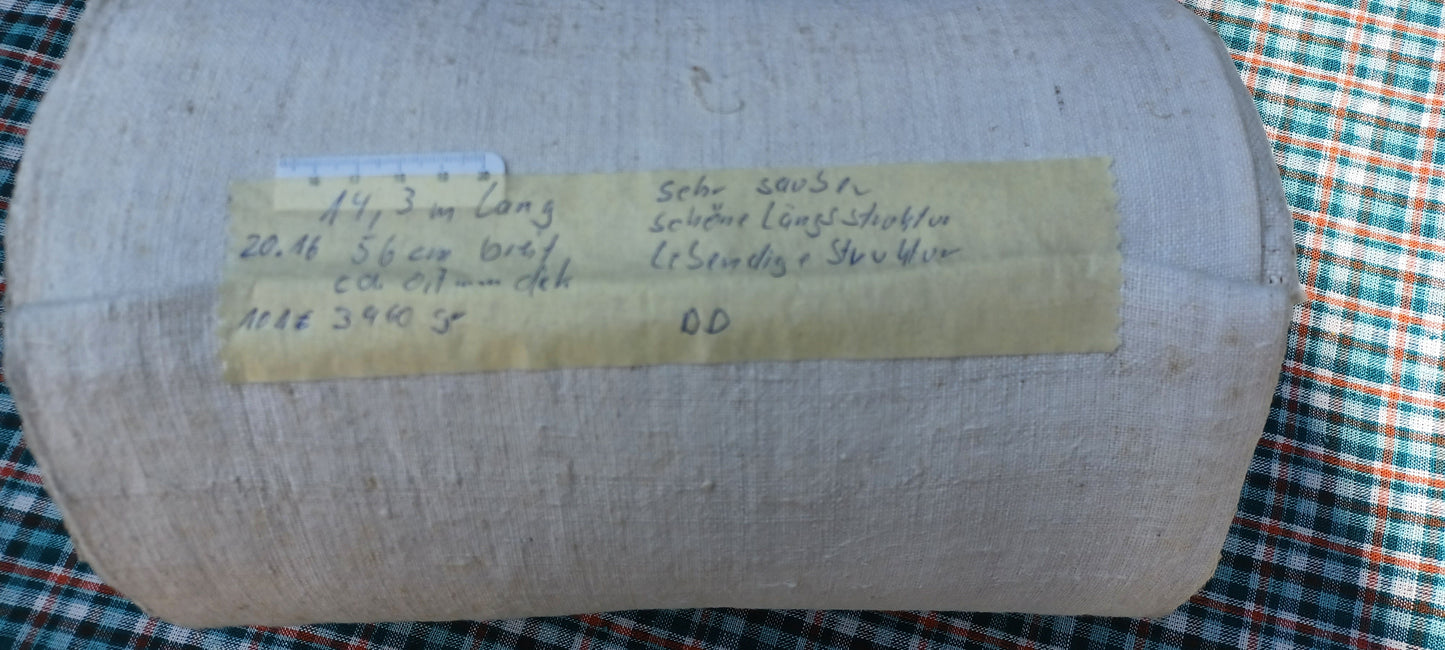 14,3 m lang
20.16 56 cm breit
ca. 0,7 mm dick
3940 gr
sehr sauber
schöne Längsstruktur
lebendige Struktur
DD